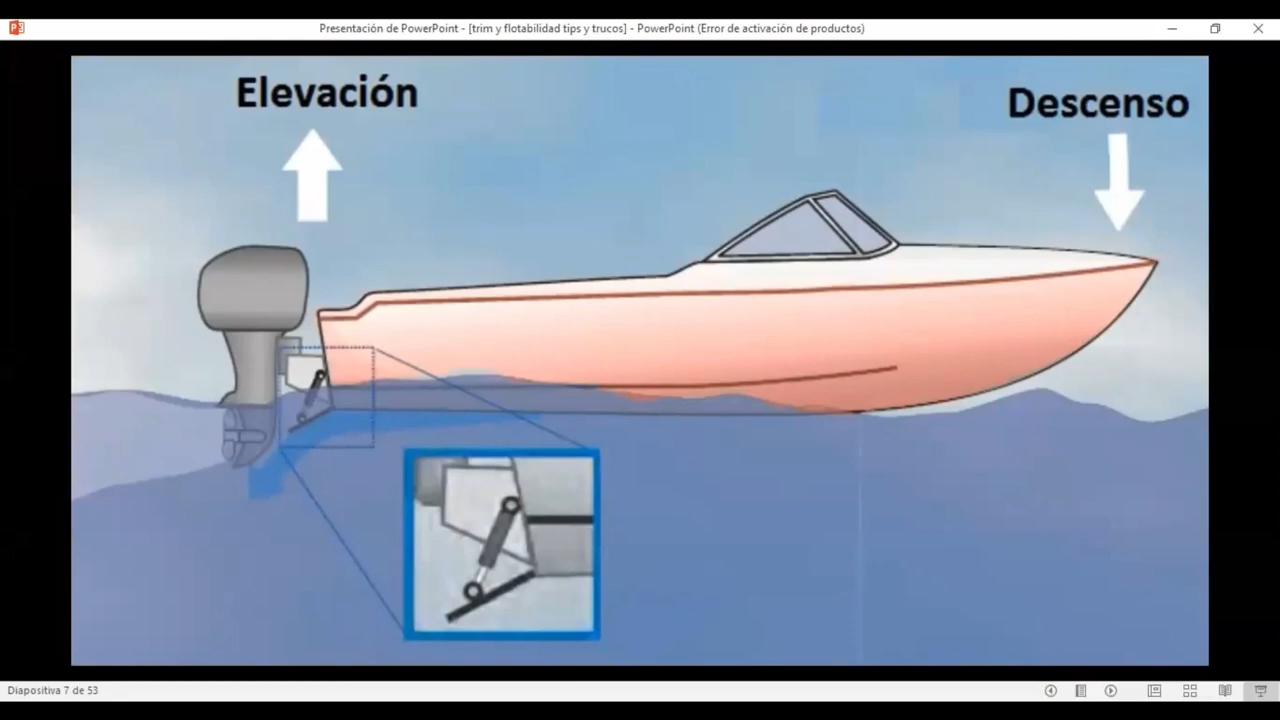 Presentación de PowerPoint - [trim y flotabilidad tips y trucos] - PowerPoint (Error de activación de productos)
Elevación
Descenso
Diapositiva 7 de 53